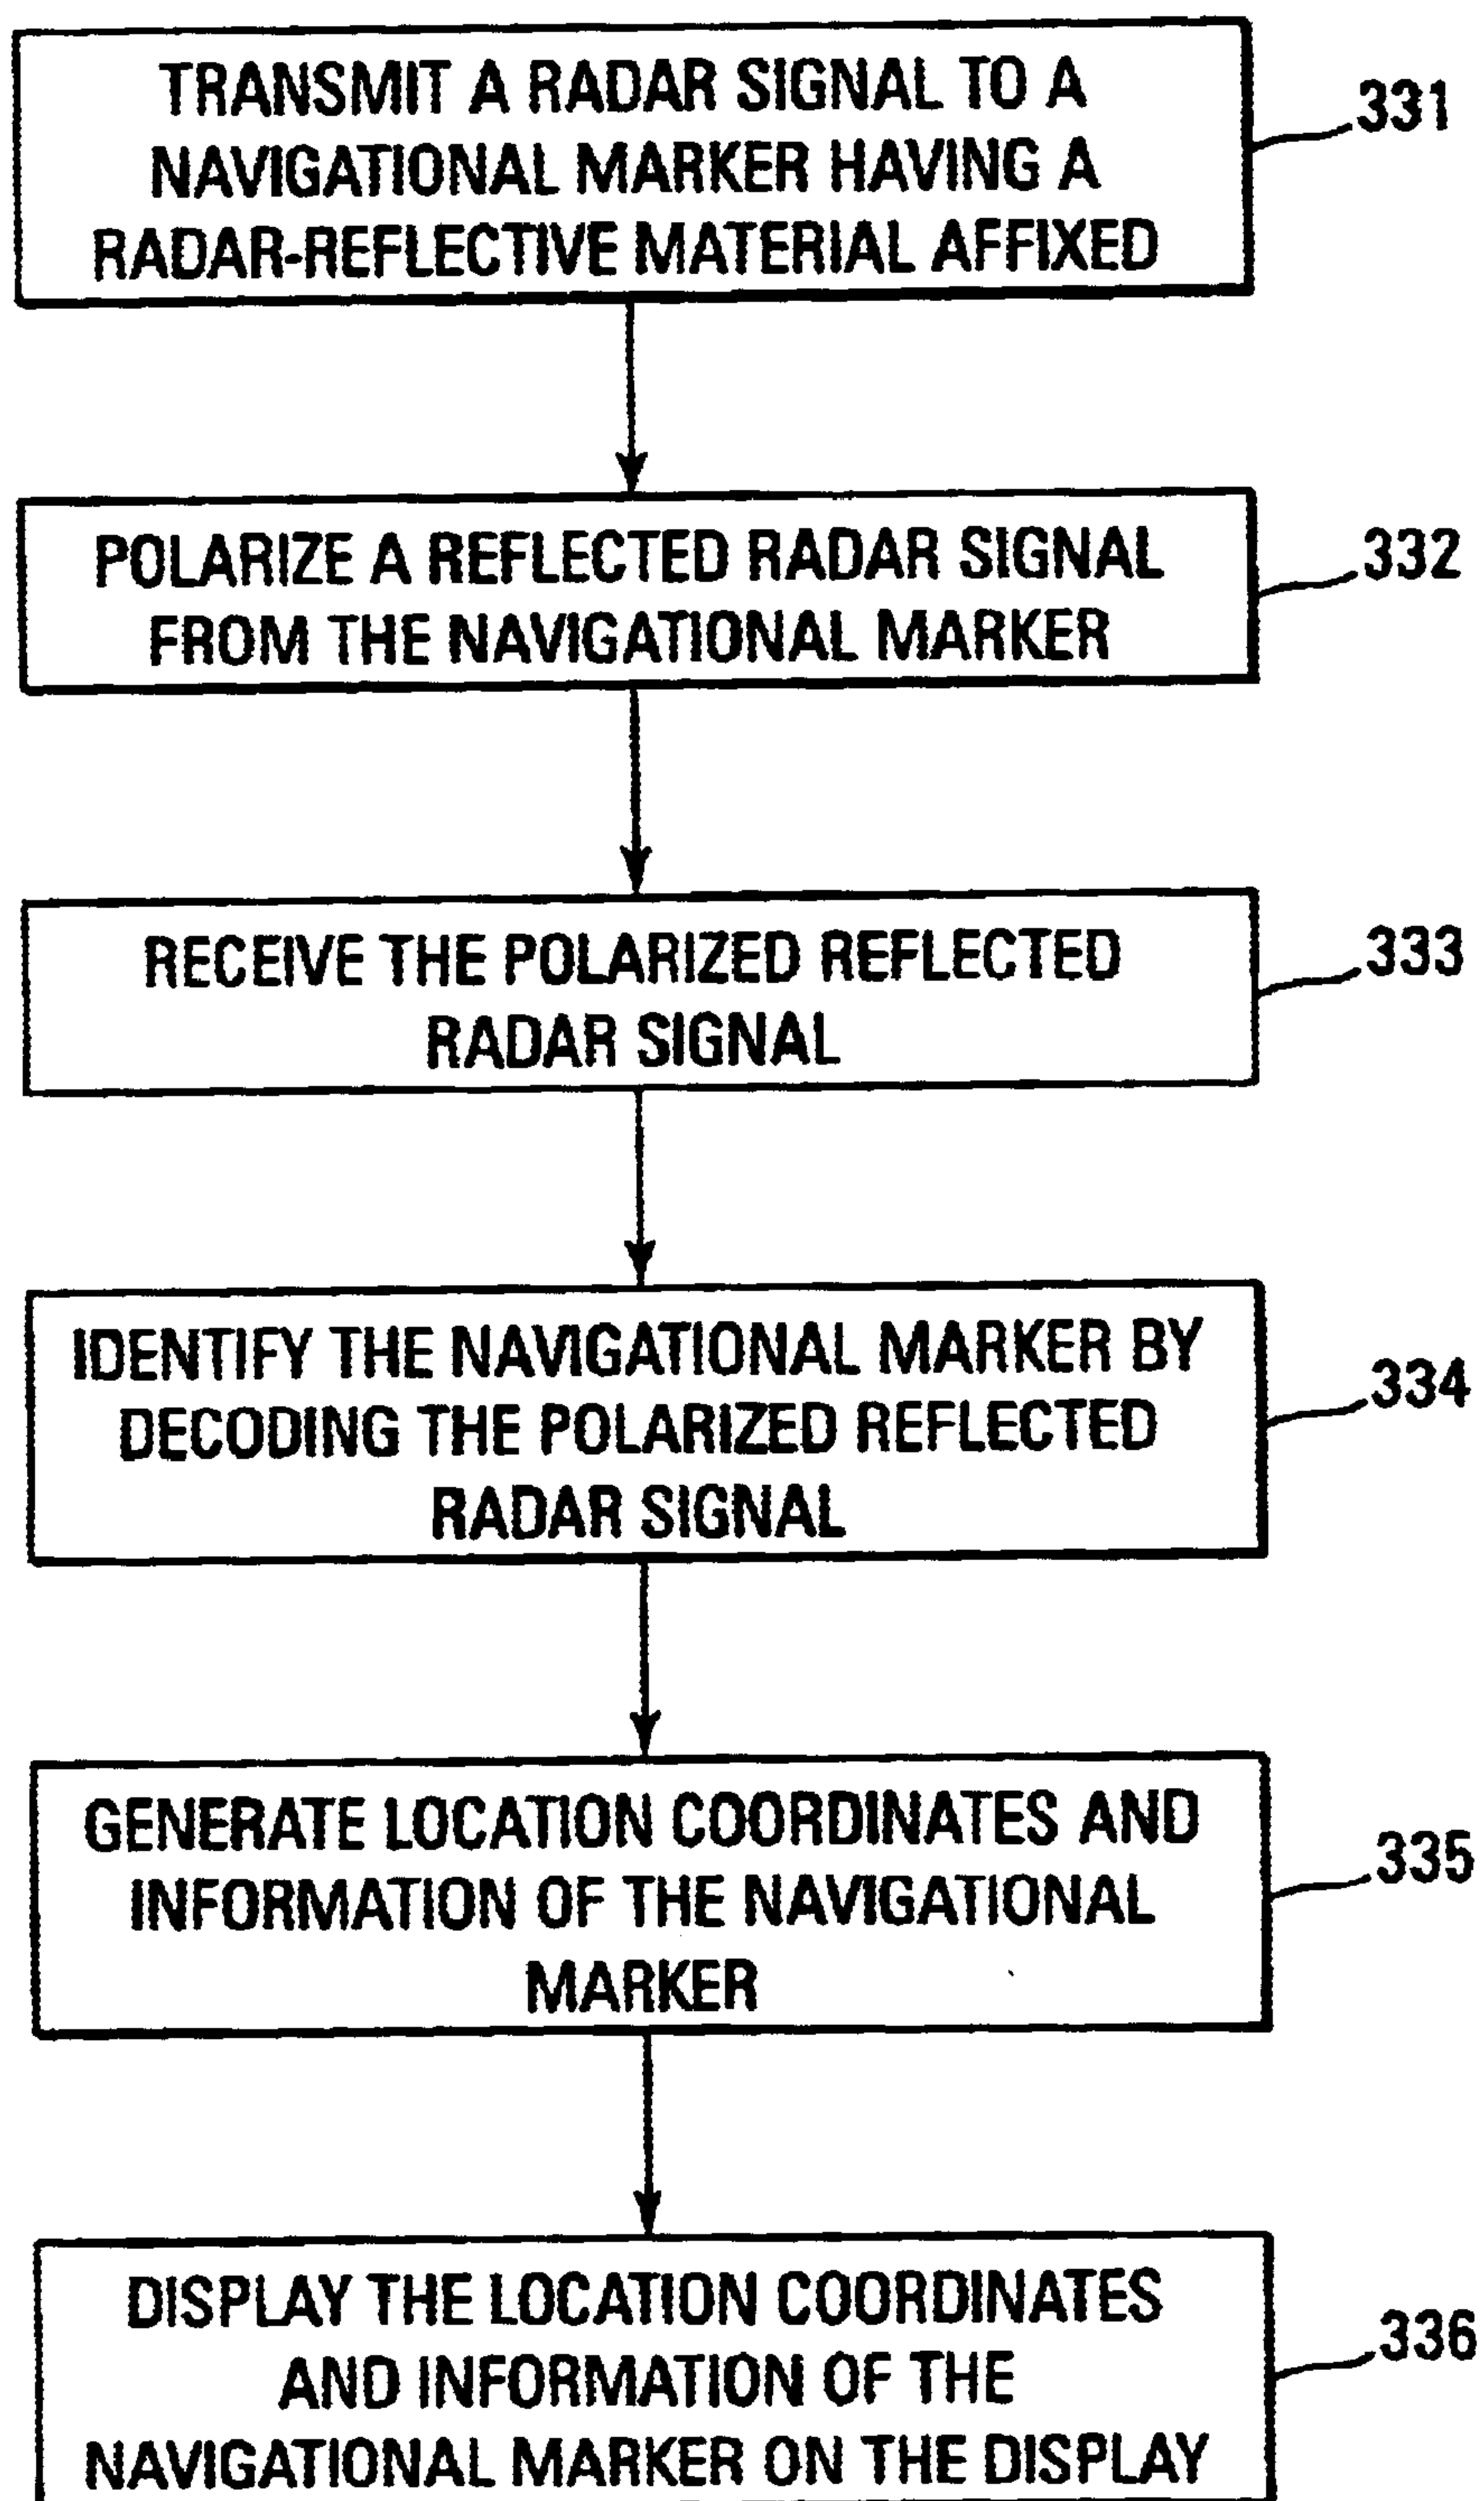 TRANSMIT A RADAR SIGNAL TO A
NAVIGATIONAL MARKER HAVING A
RADAR-REFLECTIVE MATERIAL AFFIXED
331
POLARIZE A REFLECTED RADAR SIGNAL
FROM THE NAVIGATIONAL MARKER
332
RECEIVE THE POLARIZED REFLECTED
RADAR SIGNAL
333
IDENTIFY THE NAVIGATIONAL MARKER BY
DECODING THE POLARIZED REFLECTED
RADAR SIGNAL
334
GENERATE LOCATION COORDINATES AND
INFORMATION OF THE NAVIGATIONAL
MARKER
335
DISPLAY THE LOCATION COORDINATES
AND INFORMATION OF THE
NAVIGATIONAL MARKER ON THE DISPLAY
336